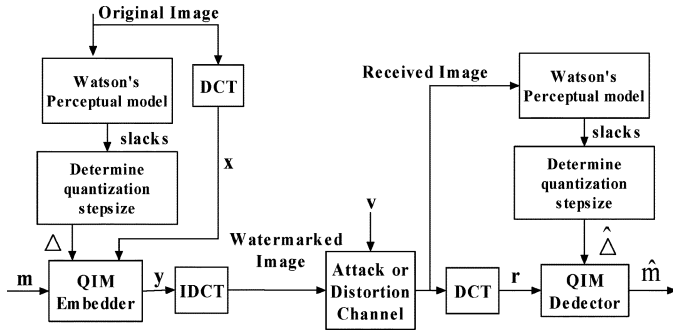 Original Image
Watson's
Perceptual model
DCT
slacks
Determine
quantization
stepsize
x
Δ
m
QIM
Embedder
y
IDCT
Watermarked
Image
v
Attack or
Distortion
Channel
Received Image
DCT
r
Watson's
Perceptual model
slacks
Determine
quantization
stepsize
Δ̂
QIM
Dedector
m̂